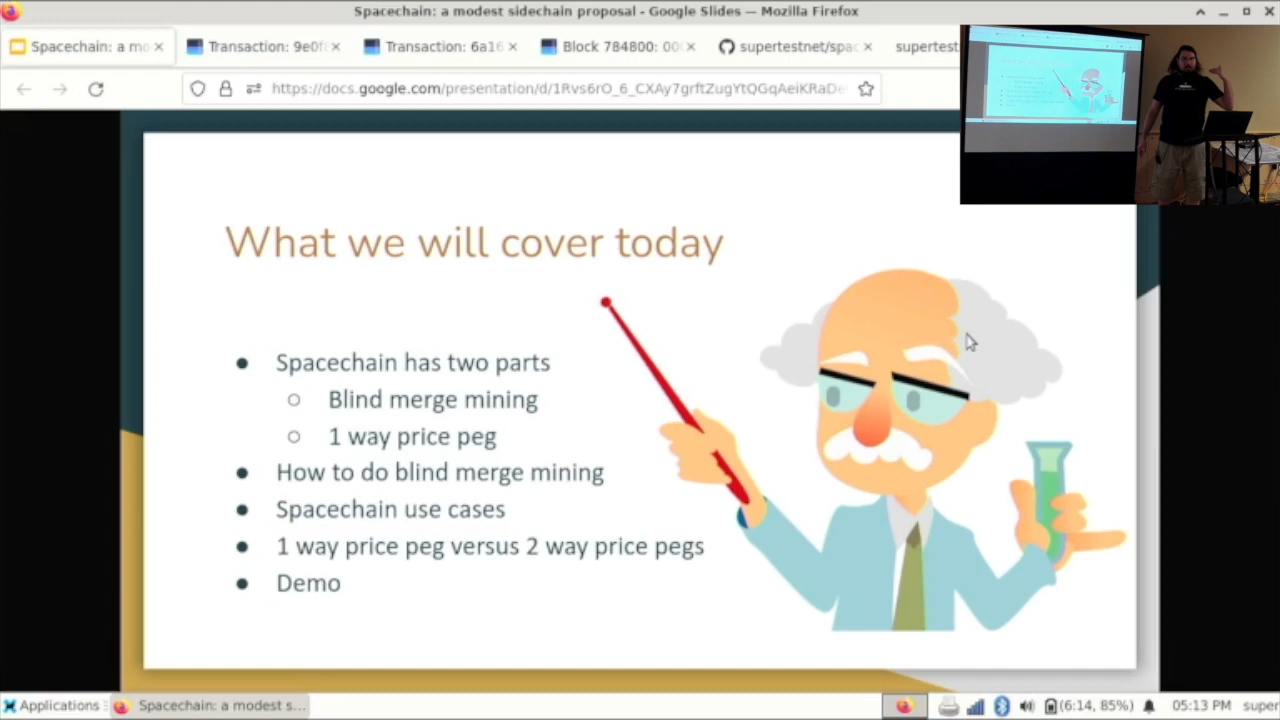 Spacechain: a modest sidechain proposal - Google Slides — Mozilla Firefox
Spacechain: a mo
Transaction: 9e0f
Transaction: 6a16
Block 784800: 00
supertestnet/spac
supertest
https://docs.google.com/presentation/d/1Rvs6rO_6_CXAy7grftZugYtQGqAeiKRaDe
What we will cover today
Spacechain has two parts
Blind merge mining
1 way price peg
How to do blind merge mining
Spacechain use cases
1 way price peg versus 2 way price pegs
Demo
Applications
Spacechain: a modest s...
(6:14, 85%)
05:13 PM
super